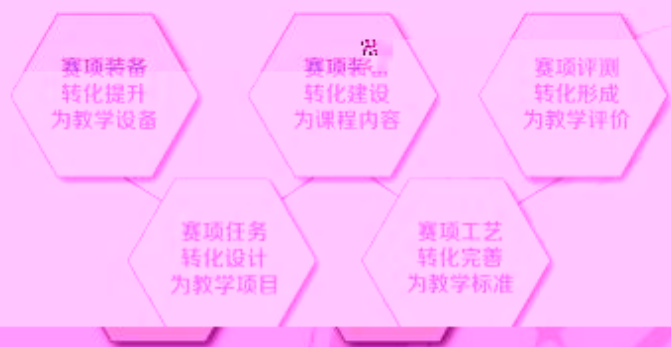 赛项装备
转化提升
为教学设备
赛项装
转化建设
为课程内容
赛项评测
转化形成
为教学评价
赛项任务
转化设计
为教学项目
赛项工艺
转化完善
为教学标准